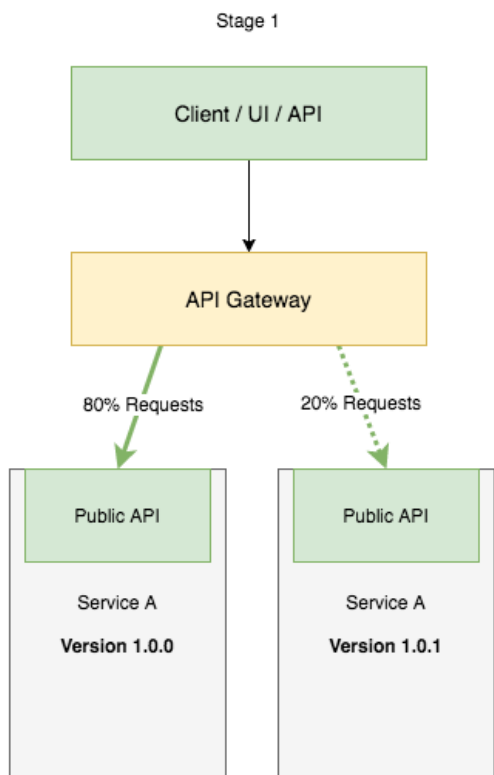 Stage 1
Client / UI / API
API Gateway
80% Requests
20% Requests
Public API
Public API
Service A
Service A
Version 1.0.0
Version 1.0.1